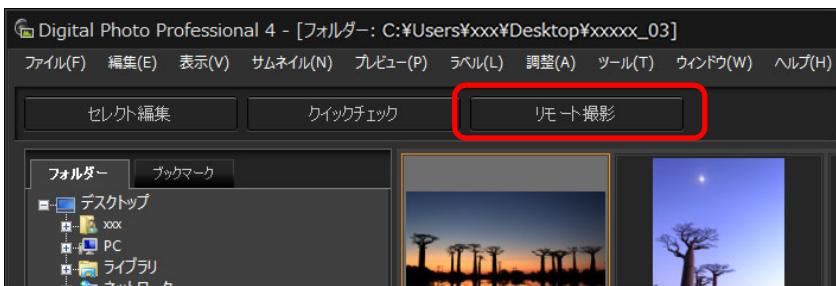 Digital Photo Professional 4 - [フォルダー: C:¥Users¥xxx¥Desktop¥xxxxx_03]
ファイル(F) 編集(E) 表示(V) サムネイル(N) プレビュー(P) ラベル(L) 調整(A) ツール(T) ウィンドウ(W) ヘルプ(H)
セレクト編集 クイックチェック リモート撮影
フォルダー ブックマーク
デスクトップ
xxx
PC
ライブラリ